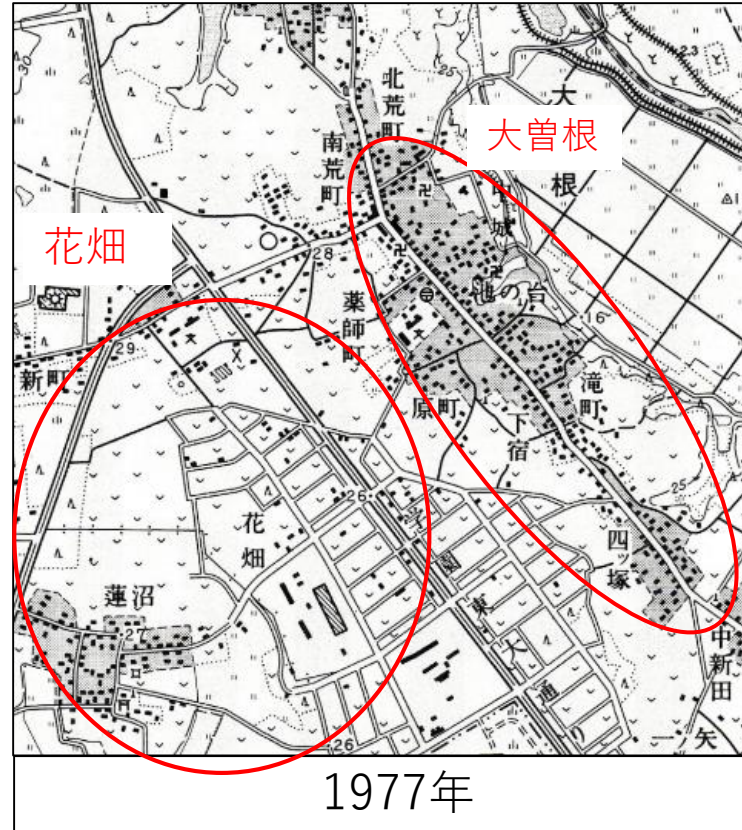 30
25
23
北荒町
大
根
大曽根
南荒町
中城
花畑
28
薬師町
池の台
16
29
新町
原町
下宿
滝町
25
26
花畑
四ッ塚
蓮沼
27
東大通り
中新田
26
一矢
1977年